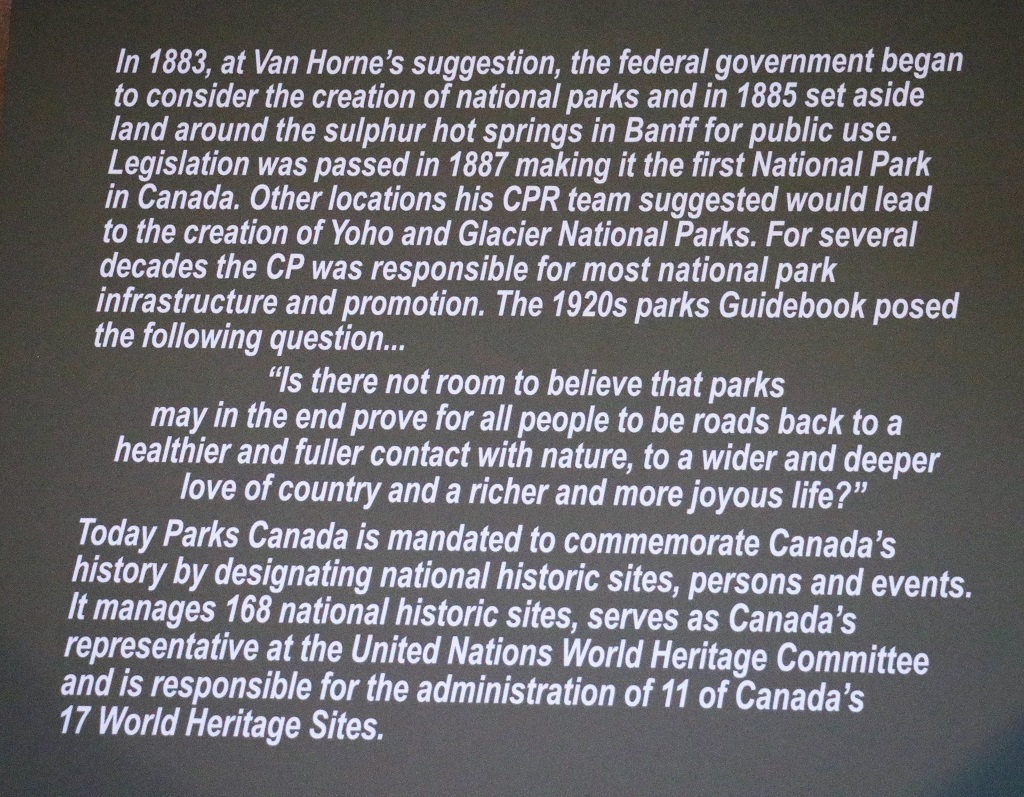 In 1883, at Van Horne's suggestion, the federal government began
to consider the creation of national parks and in 1885 set aside
land around the sulphur hot springs in Banff for public use.
Legislation was passed in 1887 making it the first National Park
in Canada. Other locations his CPR team suggested would lead
to the creation of Yoho and Glacier National Parks. For several
decades the CP was responsible for most national park
infrastructure and promotion. The 1920s parks Guidebook posed
the following question...
“Is there not room to believe that parks
may in the end prove for all people to be roads back to a
healthier and fuller contact with nature, to a wider and deeper
love of country and a richer and more joyous life?”
Today Parks Canada is mandated to commemorate Canada's
history by designating national historic sites, persons and events.
It manages 168 national historic sites, serves as Canada's
representative at the United Nations World Heritage Committee
and is responsible for the administration of 11 of Canada's
17 World Heritage Sites.